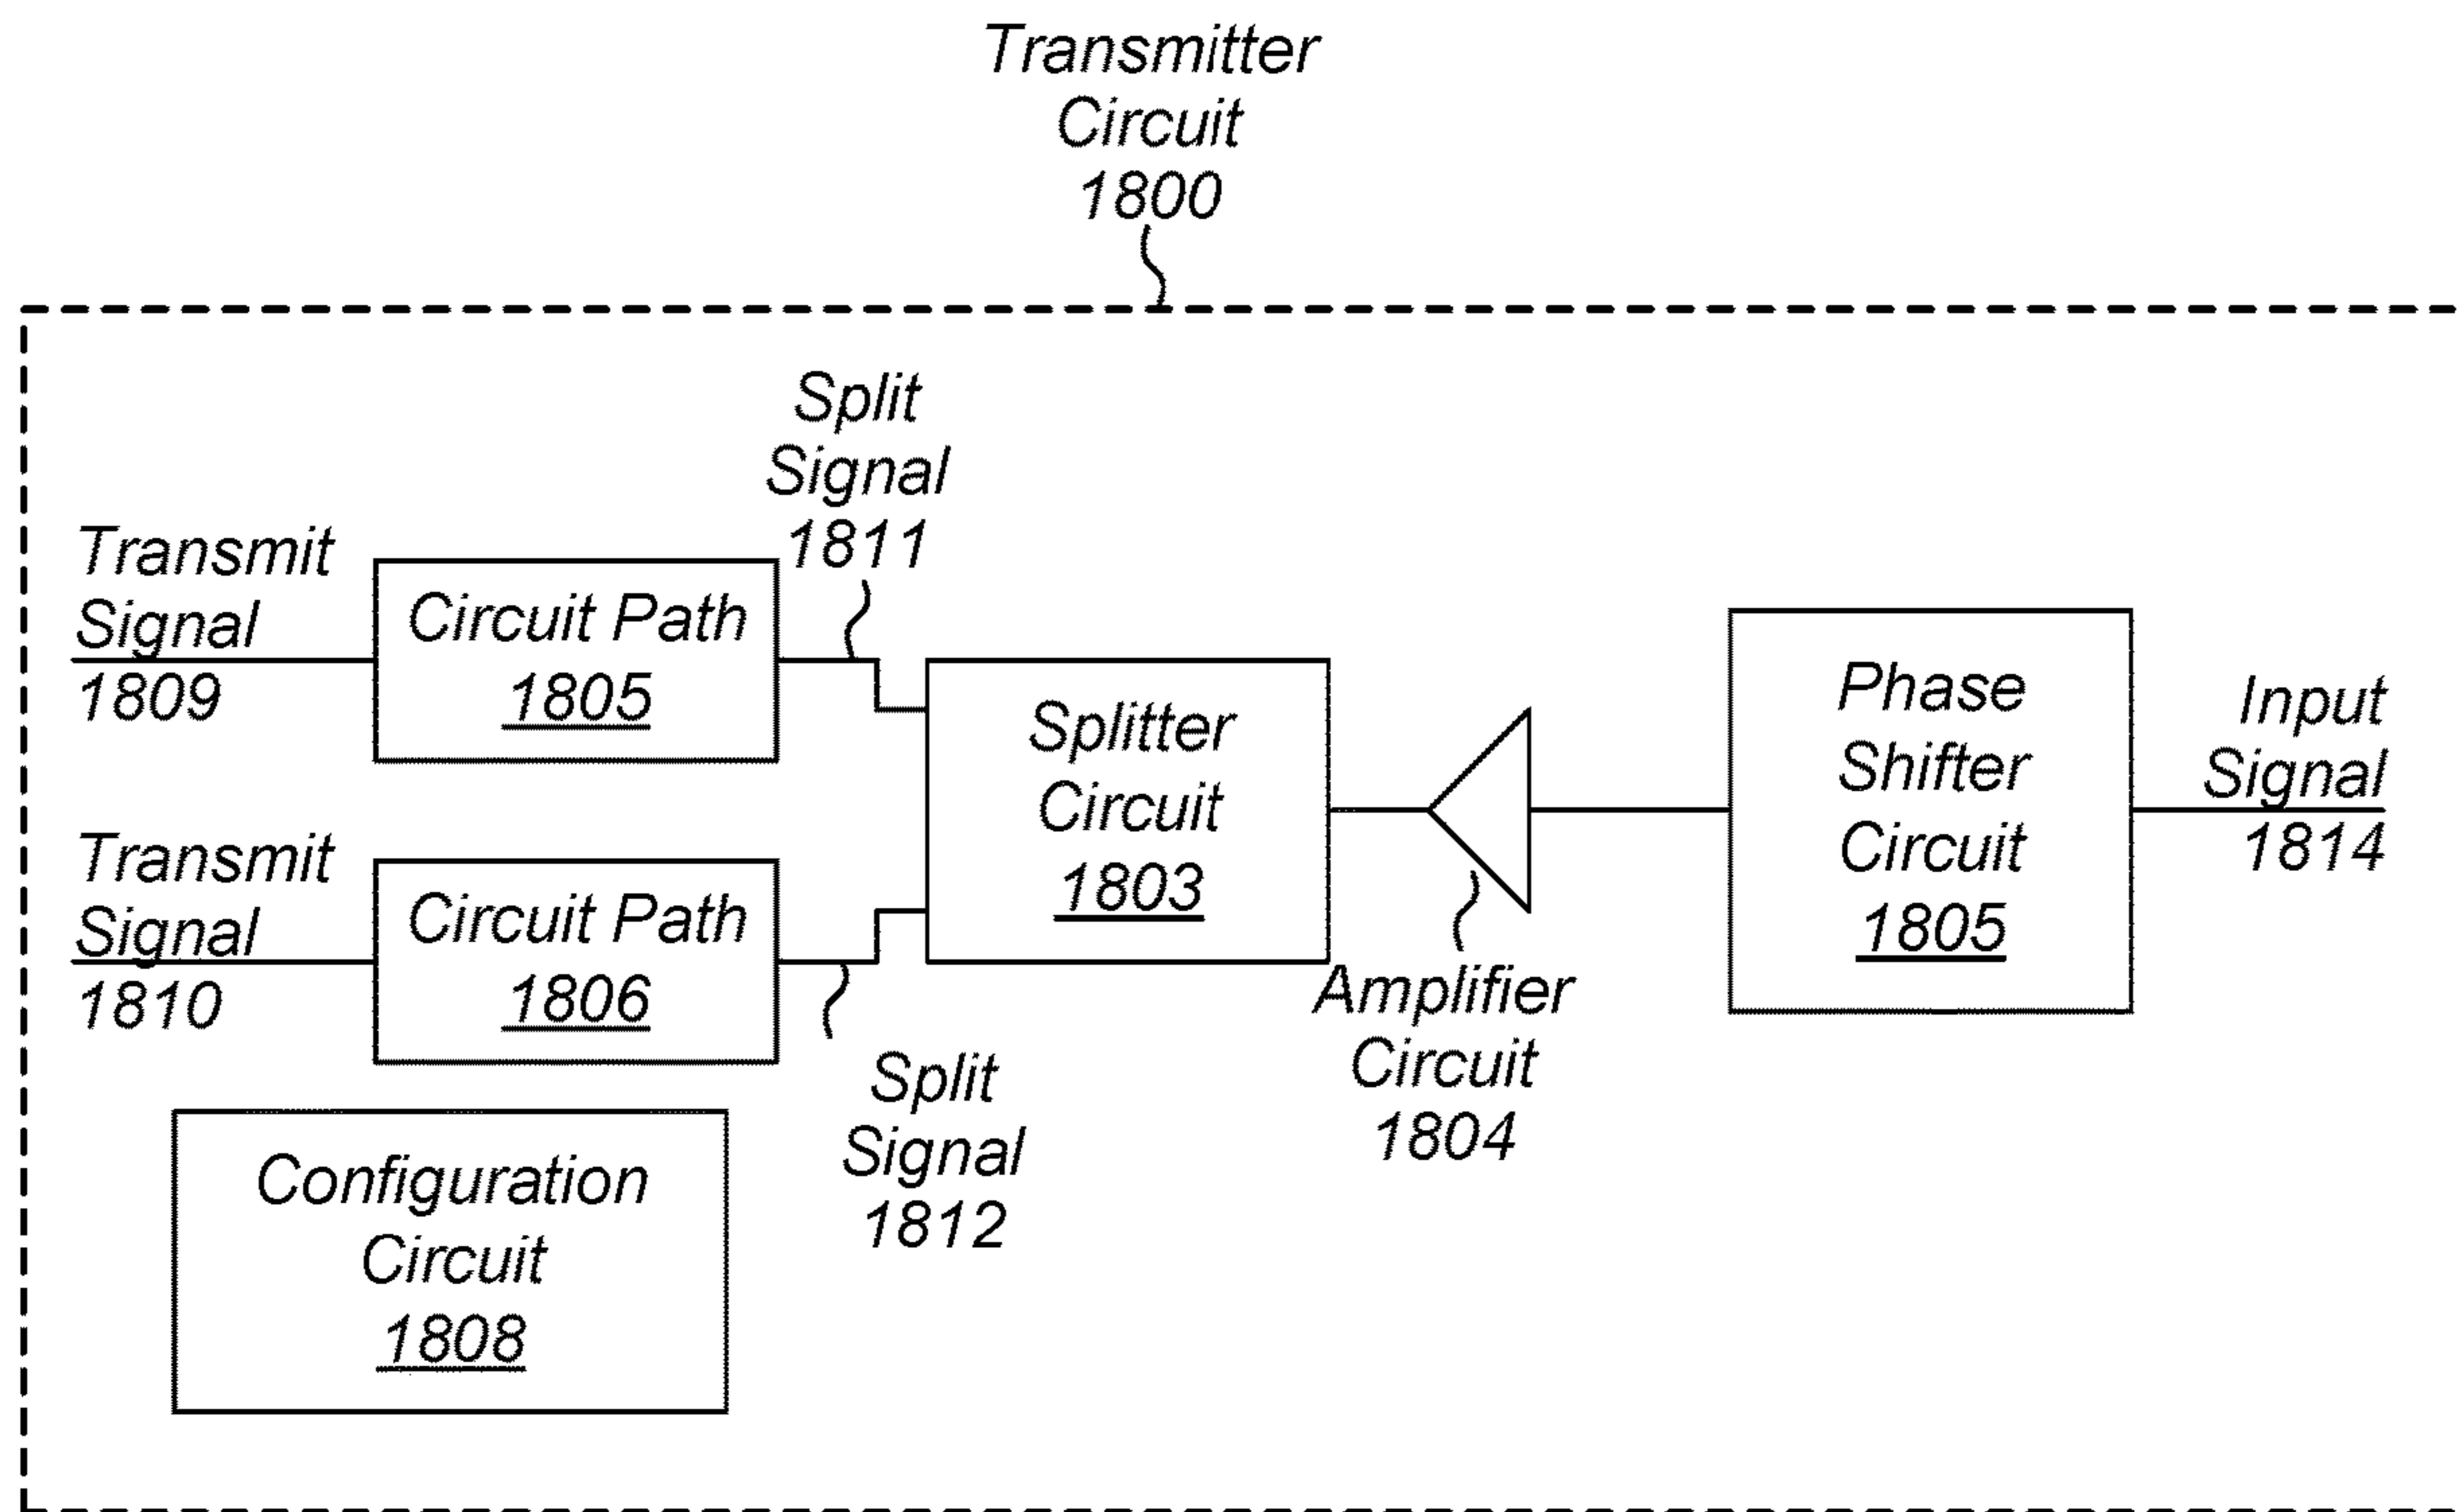 Transmitter
Circuit
1800
Split
Signal
1811
Transmit
Signal
1809
Circuit Path
1805
Splitter
Circuit
1803
Phase
Shifter
Circuit
1805
Input
Signal
1814
Transmit
Signal
1810
Circuit Path
1806
Amplifier
Circuit
1804
Split
Signal
1812
Configuration
Circuit
1808